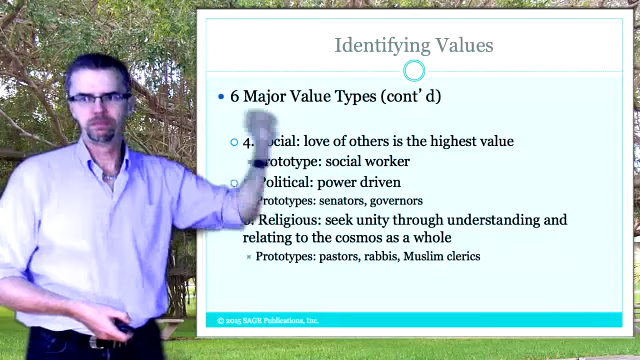 Identifying Values
6 Major Value Types (cont' d)
4. ocial: love of others is the highest value
rototype: social worker
Political: power driven
Prototypes: senators, governors
Religious: seek unity through understanding and
relating to the cosmos as a whole
Prototypes: pastors, rabbis, Muslim clerics
© 2015 SAGE Publications, Inc.